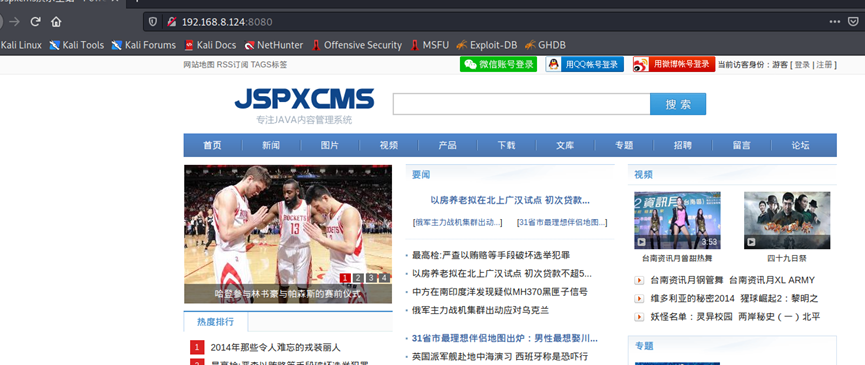 192.168.8.124:8080
Kali Linux Kali Tools Kali Forums Kali Docs NetHunter Offensive Security MSFU Exploit-DB GHDB
网站地图 RSS订阅 TAGS标签
微信账号登录 用QQ帐号登录 用微博帐号登录 当前访客身份：游客 [ 登录 | 注册 ]
JSPXCMS
专注JAVA内容管理系统
搜 索
首页 新闻 图片 视频 产品 下载 文库 专题 招聘 留言 论坛
ROCKETS
13
1 2 3 4
哈登参与林书豪与帕森斯的赛前仪式
热度排行
1 2014年那些令人难忘的戎装丽人
要闻
以房养老拟在北上广汉试点 初次贷款...
[俄军主力战机集群出动...] [31省市最理想伴侣地图...]
最高检:严查以贿赂等手段破坏选举犯罪
以房养老拟在北上广汉试点 初次贷款不超5...
中方在南印度洋发现疑似MH370黑匣子信号
俄军主力战机集群出动应对乌克兰
31省市最理想伴侣地图出炉：男性最想娶川...
英国派军舰赴地中海演习 西班牙称是恐吓行
视频
3:53
台南资讯月曾甜热舞 四十九日祭
台南资讯月钢管舞 台南资讯月XL ARMY
维多利亚的秘密2014 猩球崛起2：黎明之
妖怪名单：灵异校园 两岸秘史（一）北平
专题